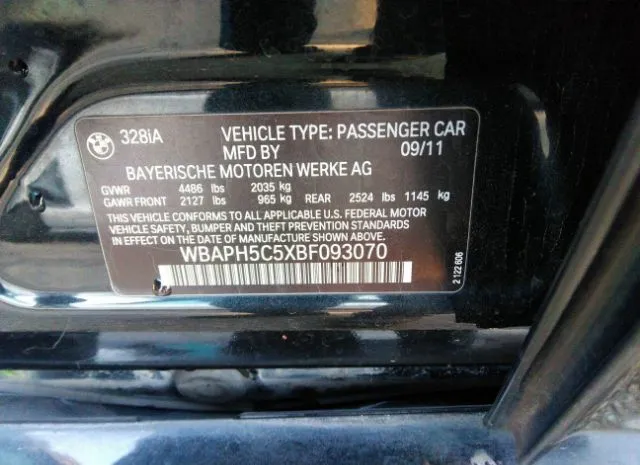 BMW
328iA VEHICLE TYPE: PASSENGER CAR
MFD BY 09/11
BAYERISCHE MOTOREN WERKE AG
GVWR 4486 lbs 2035 kg
GAWR FRONT 2127 lbs 965 kg REAR 2524 lbs 1145 kg
THIS VEHICLE CONFORMS TO ALL APPLICABLE U.S. FEDERAL MOTOR
VEHICLE SAFETY, BUMPER, AND THEFT PREVENTION STANDARDS
IN EFFECT ON THE DATE OF MANUFACTURE SHOWN ABOVE.
WBAPH5C5XBF093070
2 122 606